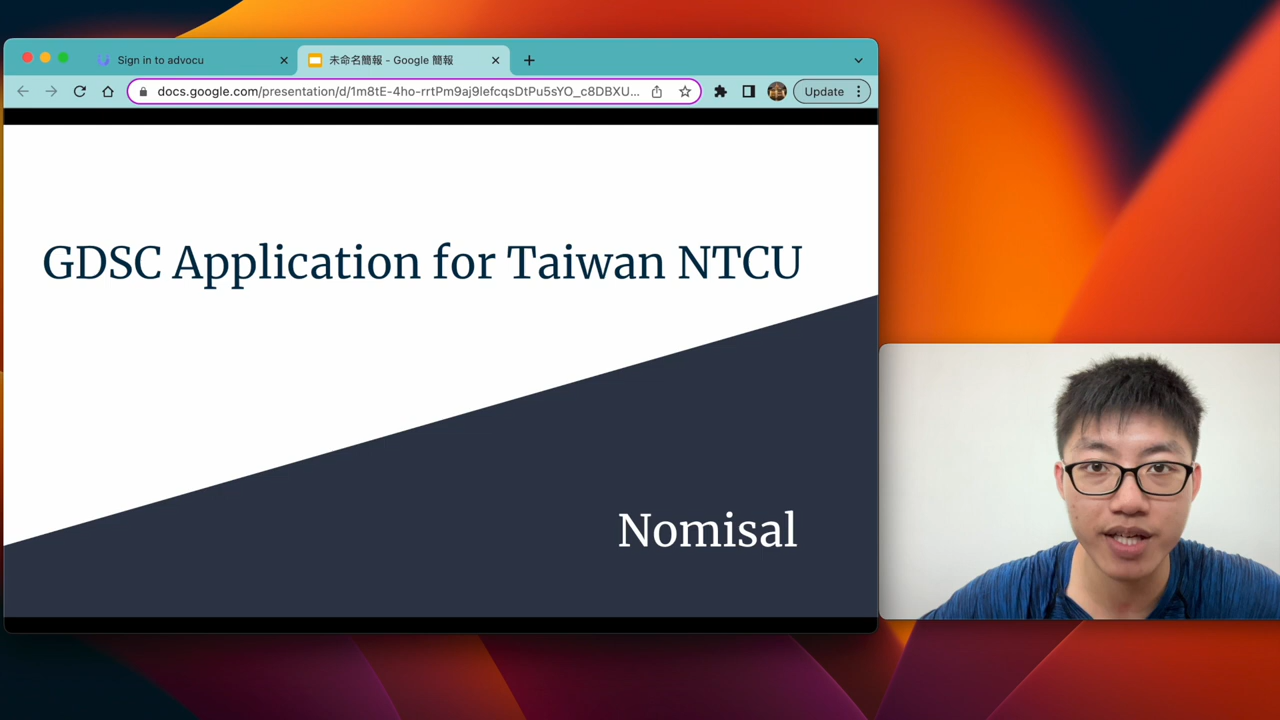 Sign in to advocu
未命名簡報 - Google 簡報
docs.google.com/presentation/d/1m8tE-4ho-rrtPm9aj9lefcqsDtPu5sYO_c8DBXU...
Update
GDSC Application for Taiwan NTCU
Nomisal